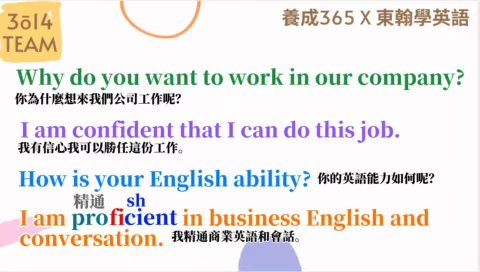 3ō14
TEAM
養成365 X 東翰學英語
Why do you want to work in our company?
你為什麼想來我們公司工作呢?
I am confident that I can do this job.
我有信心我可以勝任這份工作。
How is your English ability? 你的英語能力如何呢?
精通 sh
I am proficient in business English and
conversation. 我精通商業英語和會話。